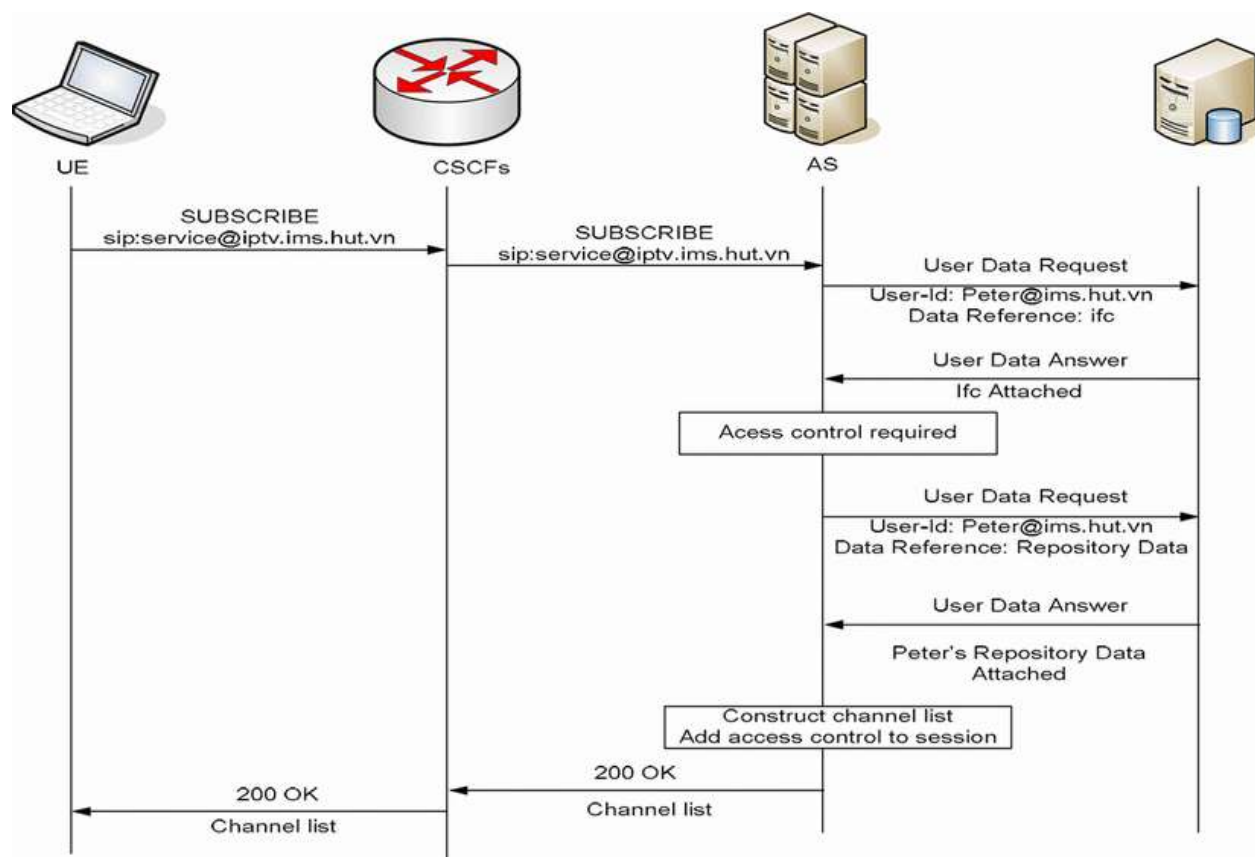 UE
CSCFs
AS
SUBSCRIBE
sip:service@iptv.ims.hut.vn
SUBSCRIBE
sip:service@iptv.ims.hut.vn
User Data Request
User-Id: Peter@ims.hut.vn
Data Reference: ifc
User Data Answer
Ifc Attached
Acess control required
User Data Request
User-Id: Peter@ims.hut.vn
Data Reference: Repository Data
User Data Answer
Peter's Repository Data
Attached
Construct channel list
Add access control to session
200 OK
Channel list
200 OK
Channel list